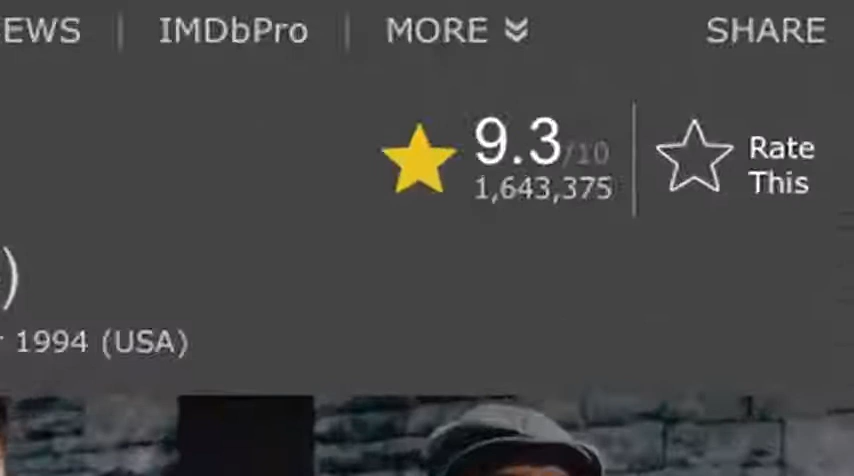 EWS | IMDbPro | MORE SHARE
9.3/10
1,643,375
Rate
This
)
1994 (USA)